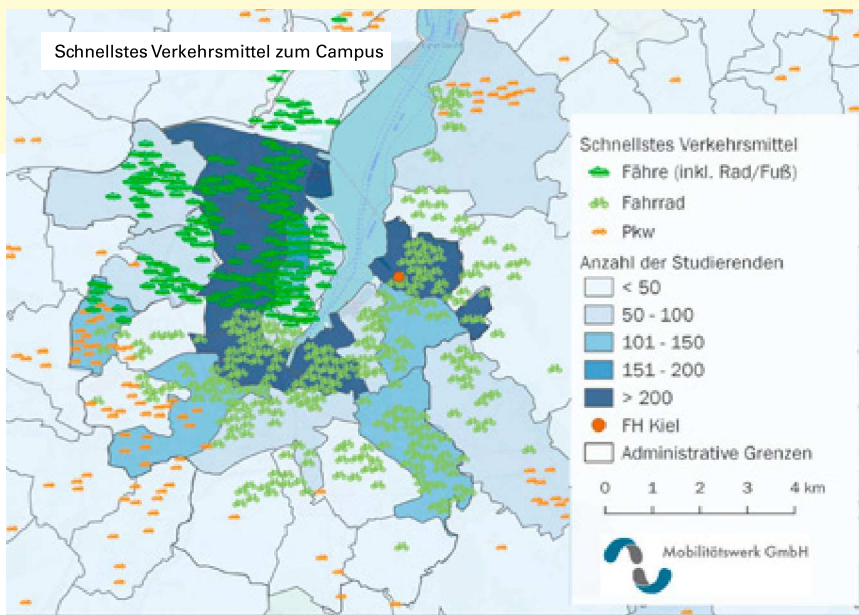 Schnellstes Verkehrsmittel zum Campus
Schnellstes Verkehrsmittel
Fähre (inkl. Rad/Fuß)
Fahrrad
Pkw
Anzahl der Studierenden
< 50
50 - 100
101 - 150
151 - 200
> 200
FH Kiel
Administrative Grenzen
0 1 2 3 4 km
Mobilitätswerk GmbH